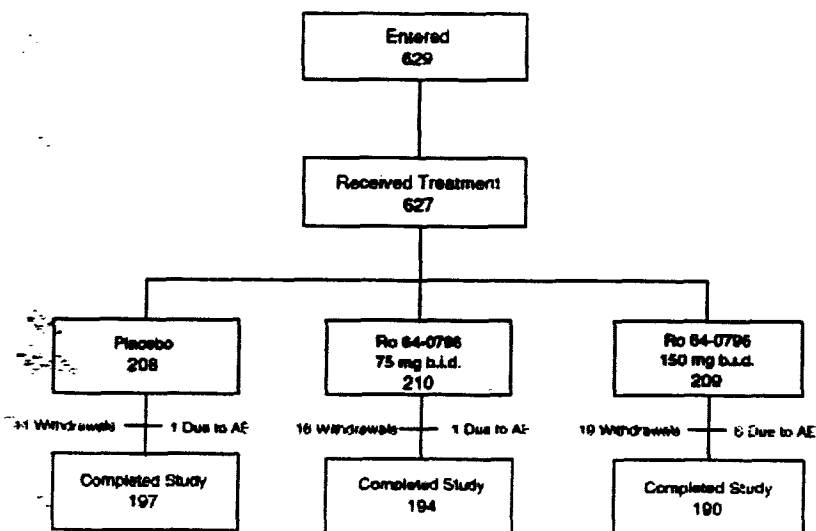 Entered
629
Received Treatment
627
Placebo
208
Ro 64-0796
75 mg b.i.d.
210
Ro 64-0796
150 mg b.i.d.
209
11 Withdrawals
1 Due to AE
16 Withdrawals
1 Due to AE
19 Withdrawals
6 Due to AE
Completed Study
197
Completed Study
194
Completed Study
190